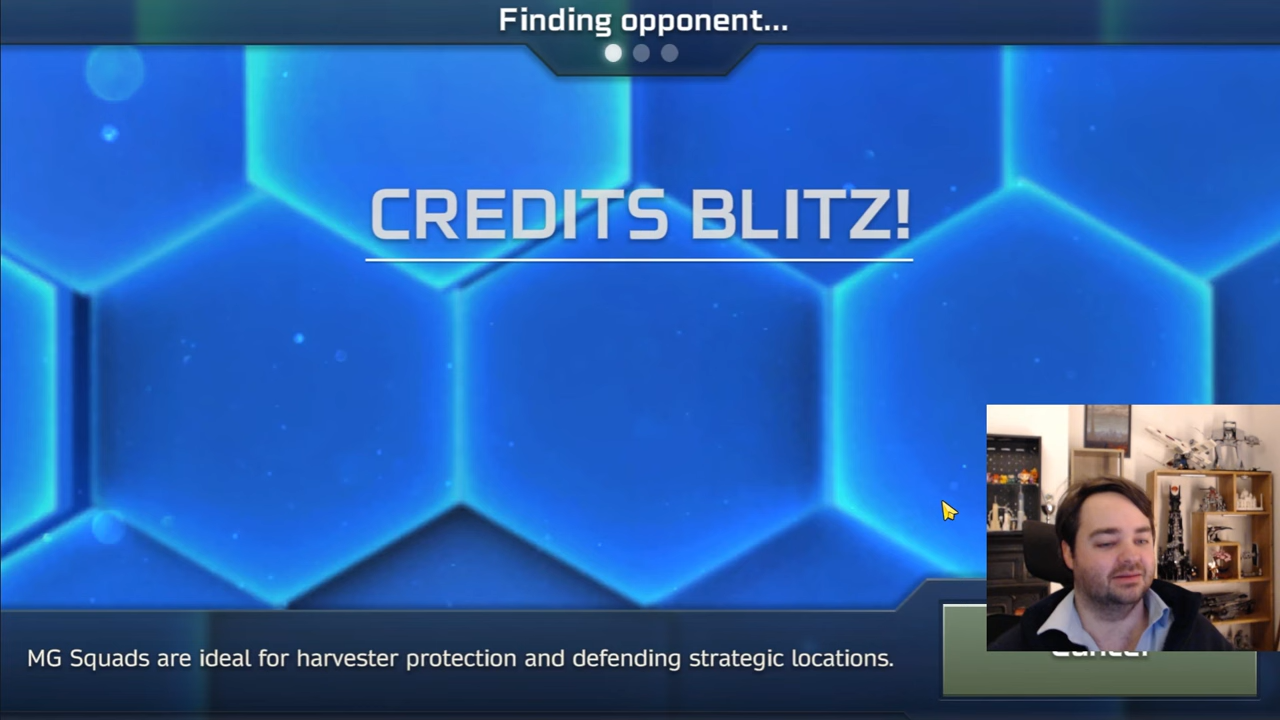 Finding opponent...
CREDITS BLITZ!
MG Squads are ideal for harvester protection and defending strategic locations.